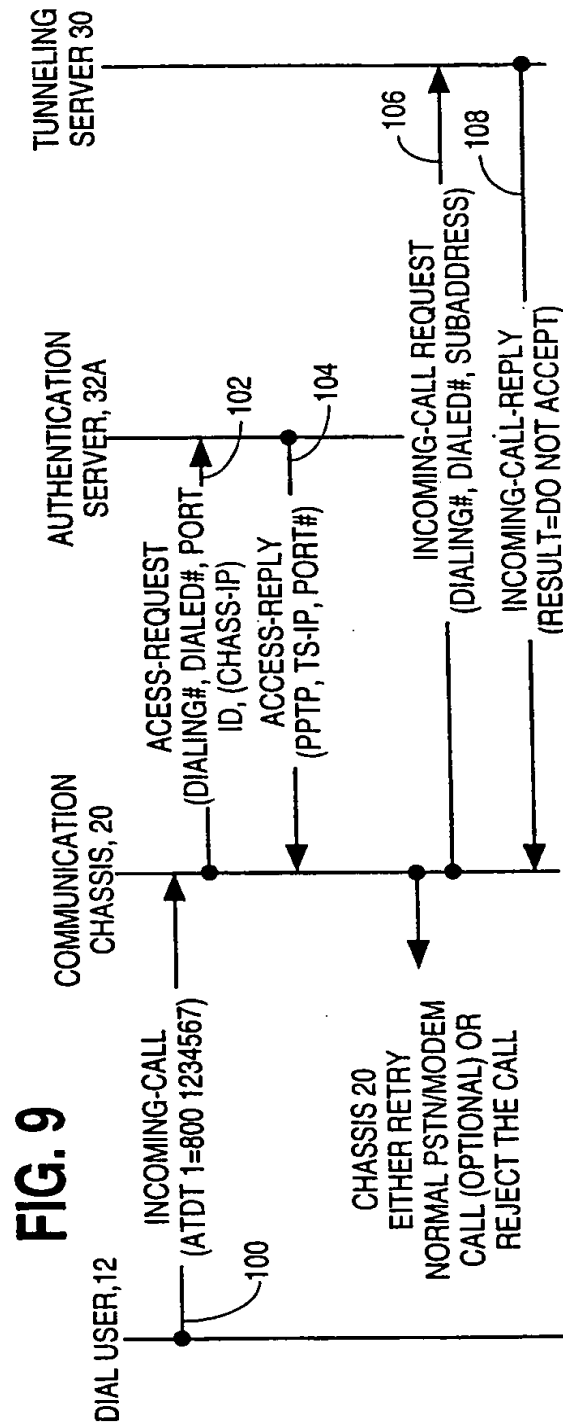 FIG. 9
DIAL USER,12
COMMUNICATION
CHASSIS, 20
AUTHENTICATION
SERVER, 32A
TUNNELING
SERVER 30
INCOMING-CALL
(ATDT 1=800 1234567)
100
ACESS-REQUEST
(DIALING#, DIALED#, PORT
ID, (CHASS-IP)
102
ACCESS-REPLY
(PPTP, TS-IP, PORT#)
104
CHASSIS 20
EITHER RETRY
NORMAL PSTN/MODEM
CALL (OPTIONAL) OR
REJECT THE CALL
INCOMING-CALL REQUEST
(DIALING#, DIALED#, SUBADDRESS)
106
INCOMING-CALL-REPLY
(RESULT=DO NOT ACCEPT)
108